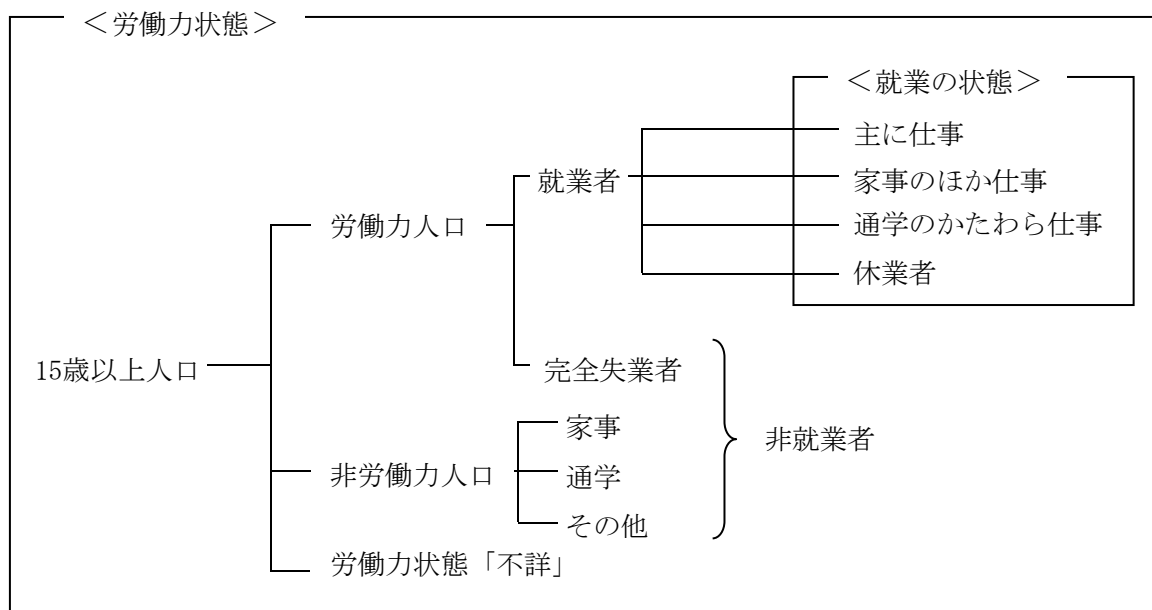 ＜労働力状態＞
＜就業の状態＞
主に仕事
就業者
家事のほか仕事
労働力人口
通学のかたわら仕事
休業者
15歳以上人口
完全失業者
家事
非就業者
非労働力人口
通学
その他
労働力状態「不詳」